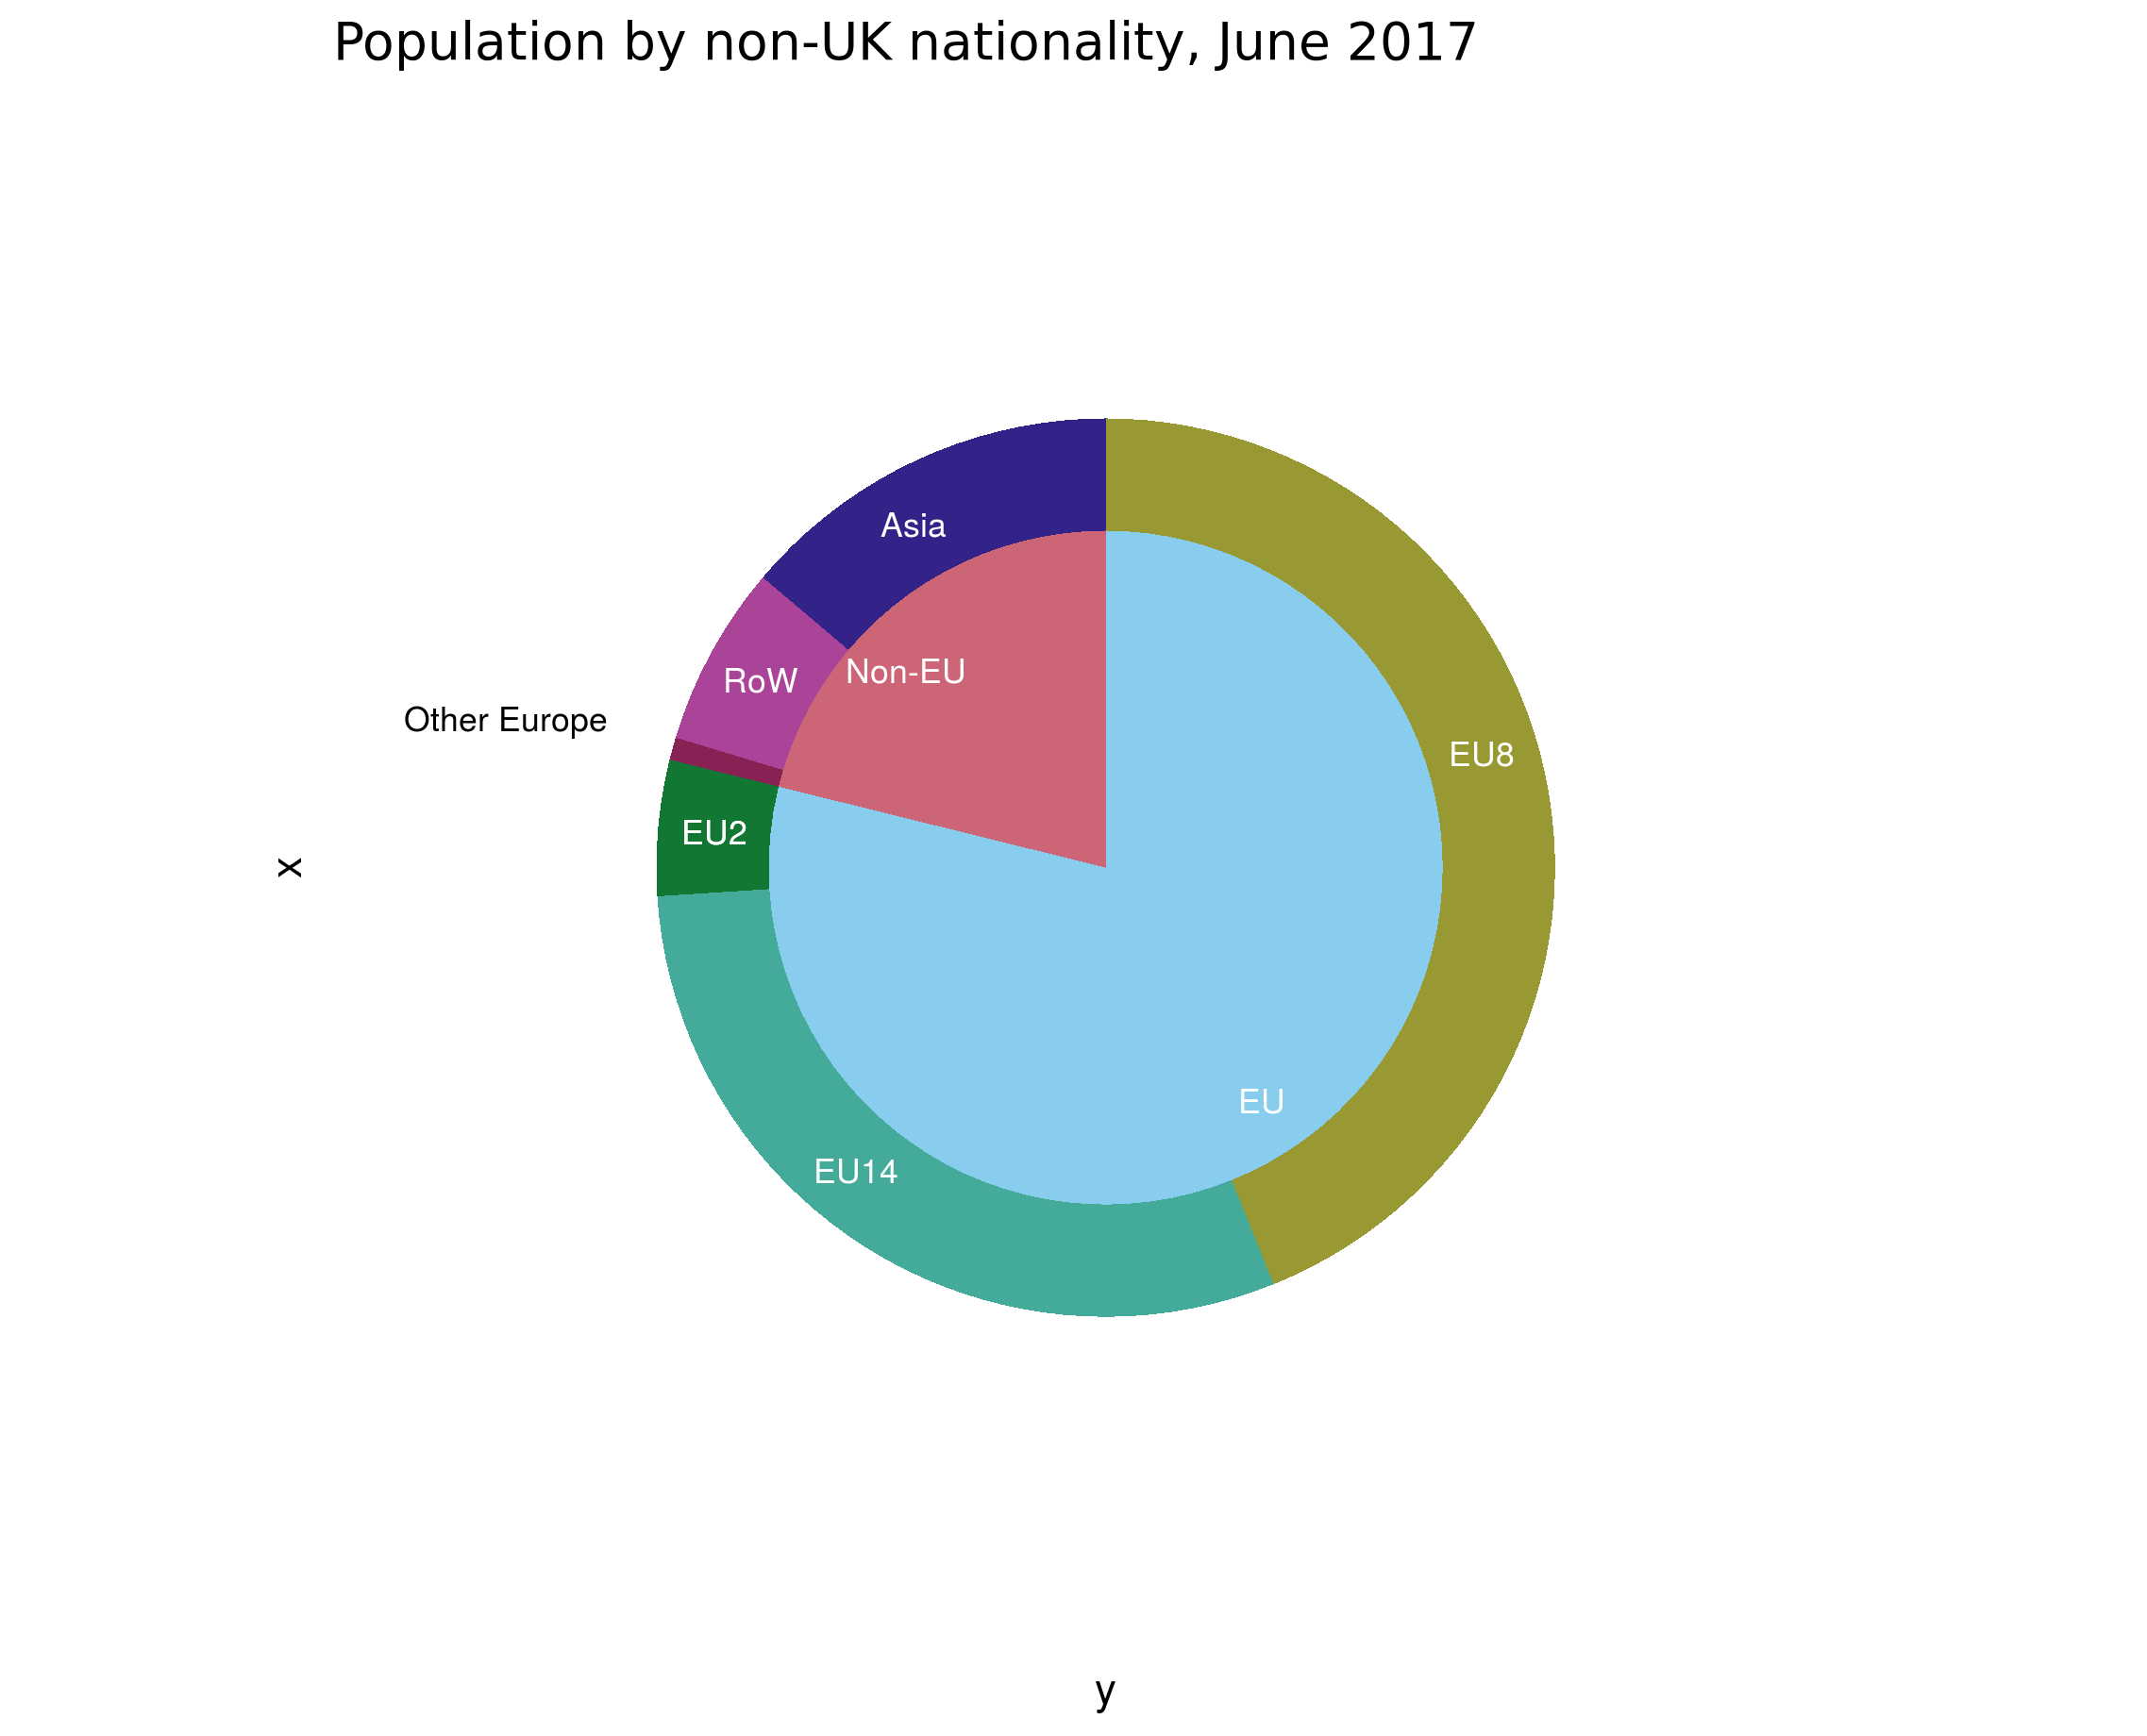 Population by non-UK nationality, June 2017
Asia
Non-EU
RoW
Other Europe
EU8
EU2
x
EU
EU14
y